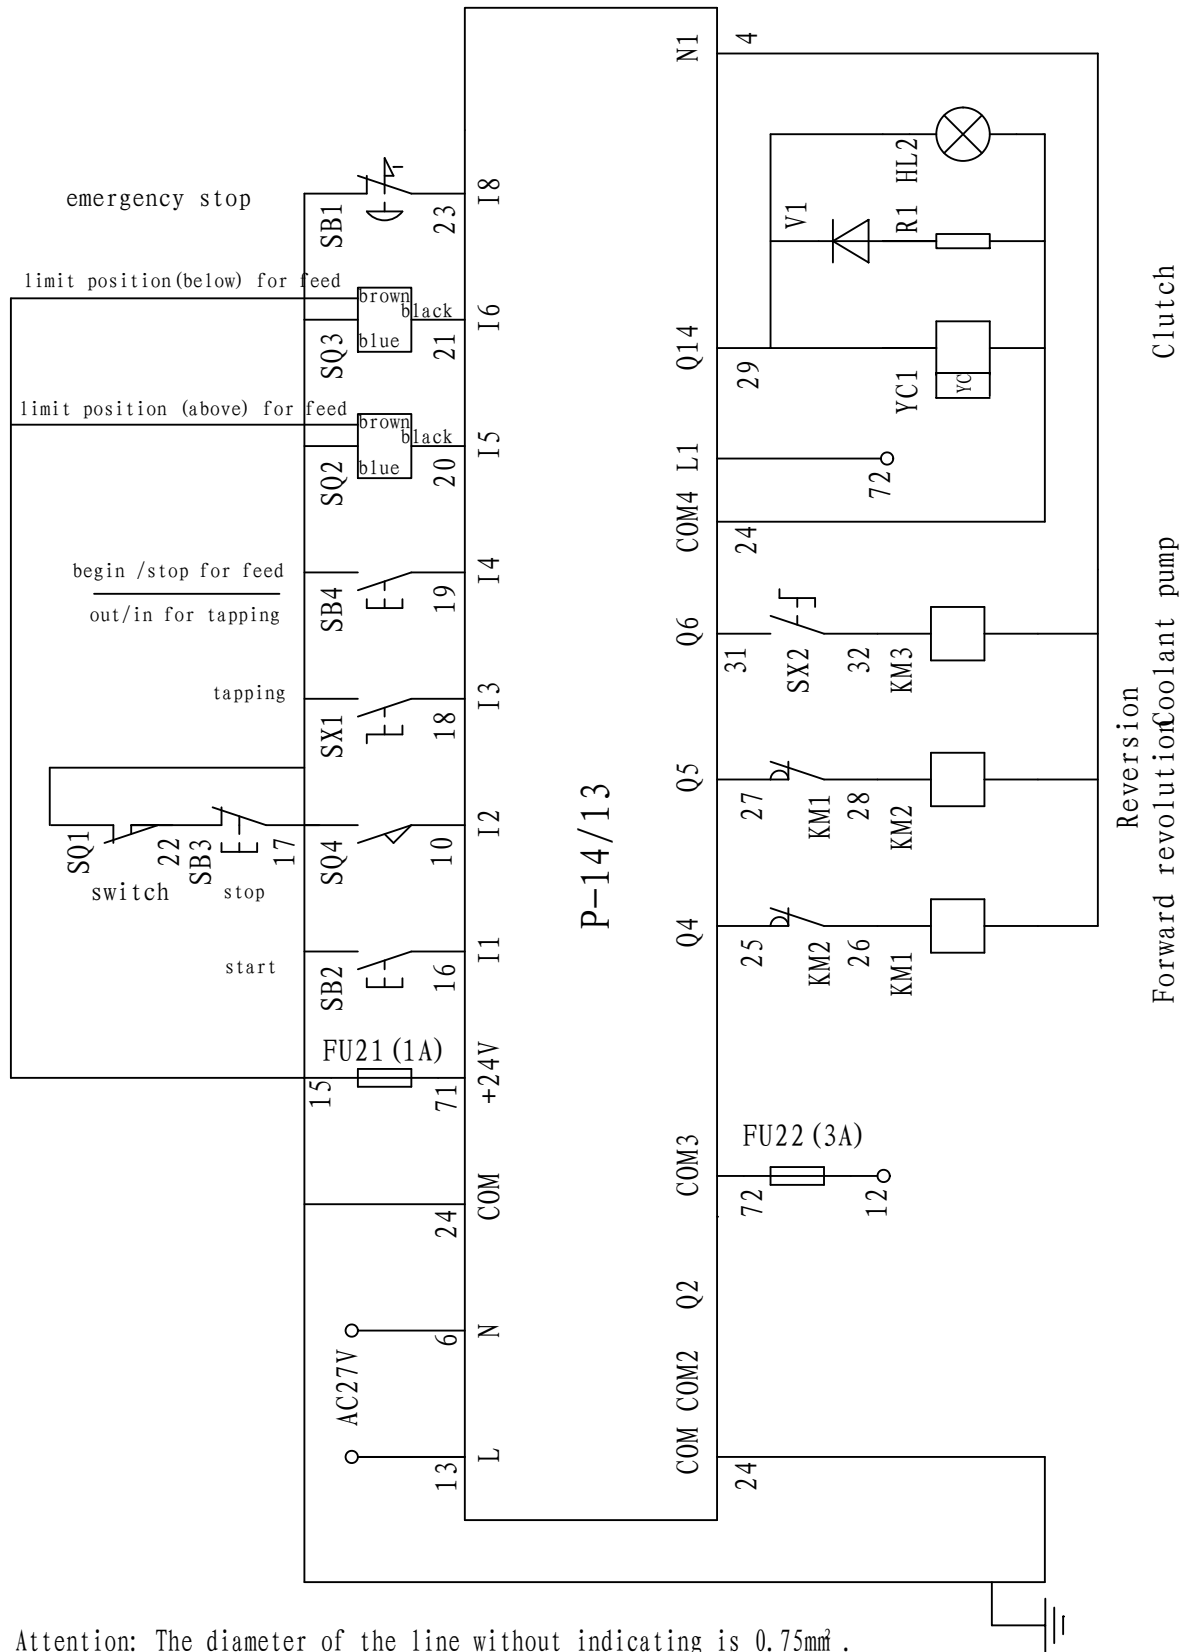 N1
4
HL2
V1
R1
emergency stop
SB1
23
I8
limit position(below) for feed
brown
black
blue
SQ3
21
I6
Q14
29
YC1
YC
Clutch
limit position (above) for feed
brown
black
blue
SQ2
20
I5
L1
72
COM4
24
begin /stop for feed
out/in for tapping
SB4
19
I4
Q6
31
SX2
32
KM3
Coolant pump
tapping
SX1
18
I3
Q5
27
KM1
28
KM2
Reversion
SQ1
22
SB3
17
SQ4
10
I2
switch
stop
P-14/13
Q4
25
KM2
26
KM1
Forward revolution
start
SB2
16
I1
FU21(1A)
15
71
+24V
COM3
FU22(3A)
72
12
24
COM
Q2
AC27V
6
N
COM2
13
L
COM
24
Attention: The diameter of the line without indicating is 0.75mm².